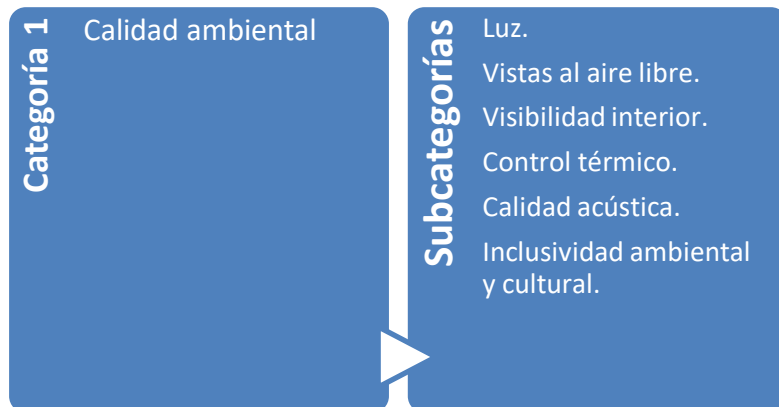 Categoría 1
Calidad ambiental
Subcategorías
Luz.
Vistas al aire libre.
Visibilidad interior.
Control térmico.
Calidad acústica.
Inclusividad ambiental
y cultural.